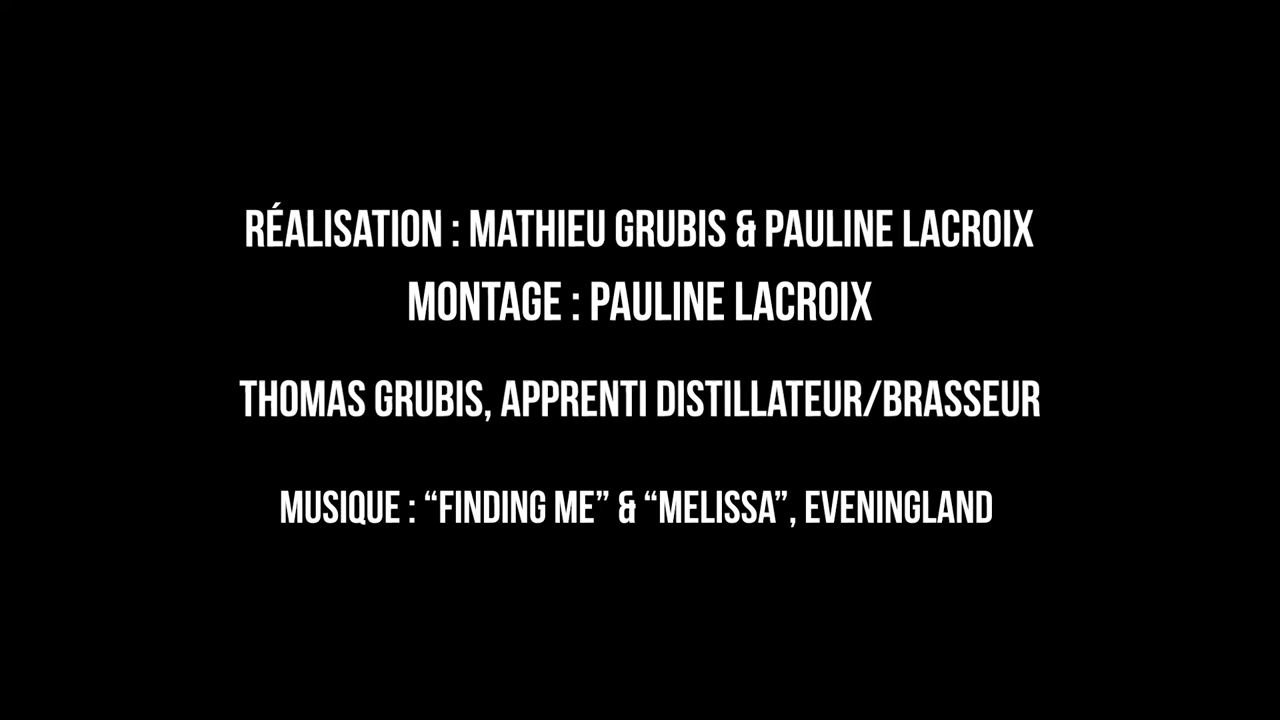 RÉALISATION : MATHIEU GRUBIS & PAULINE LACROIX
MONTAGE : PAULINE LACROIX
THOMAS GRUBIS, APPRENTI DISTILLATEUR/BRASSEUR
MUSIQUE : “FINDING ME” & “MELISSA”, EVENINGLAND